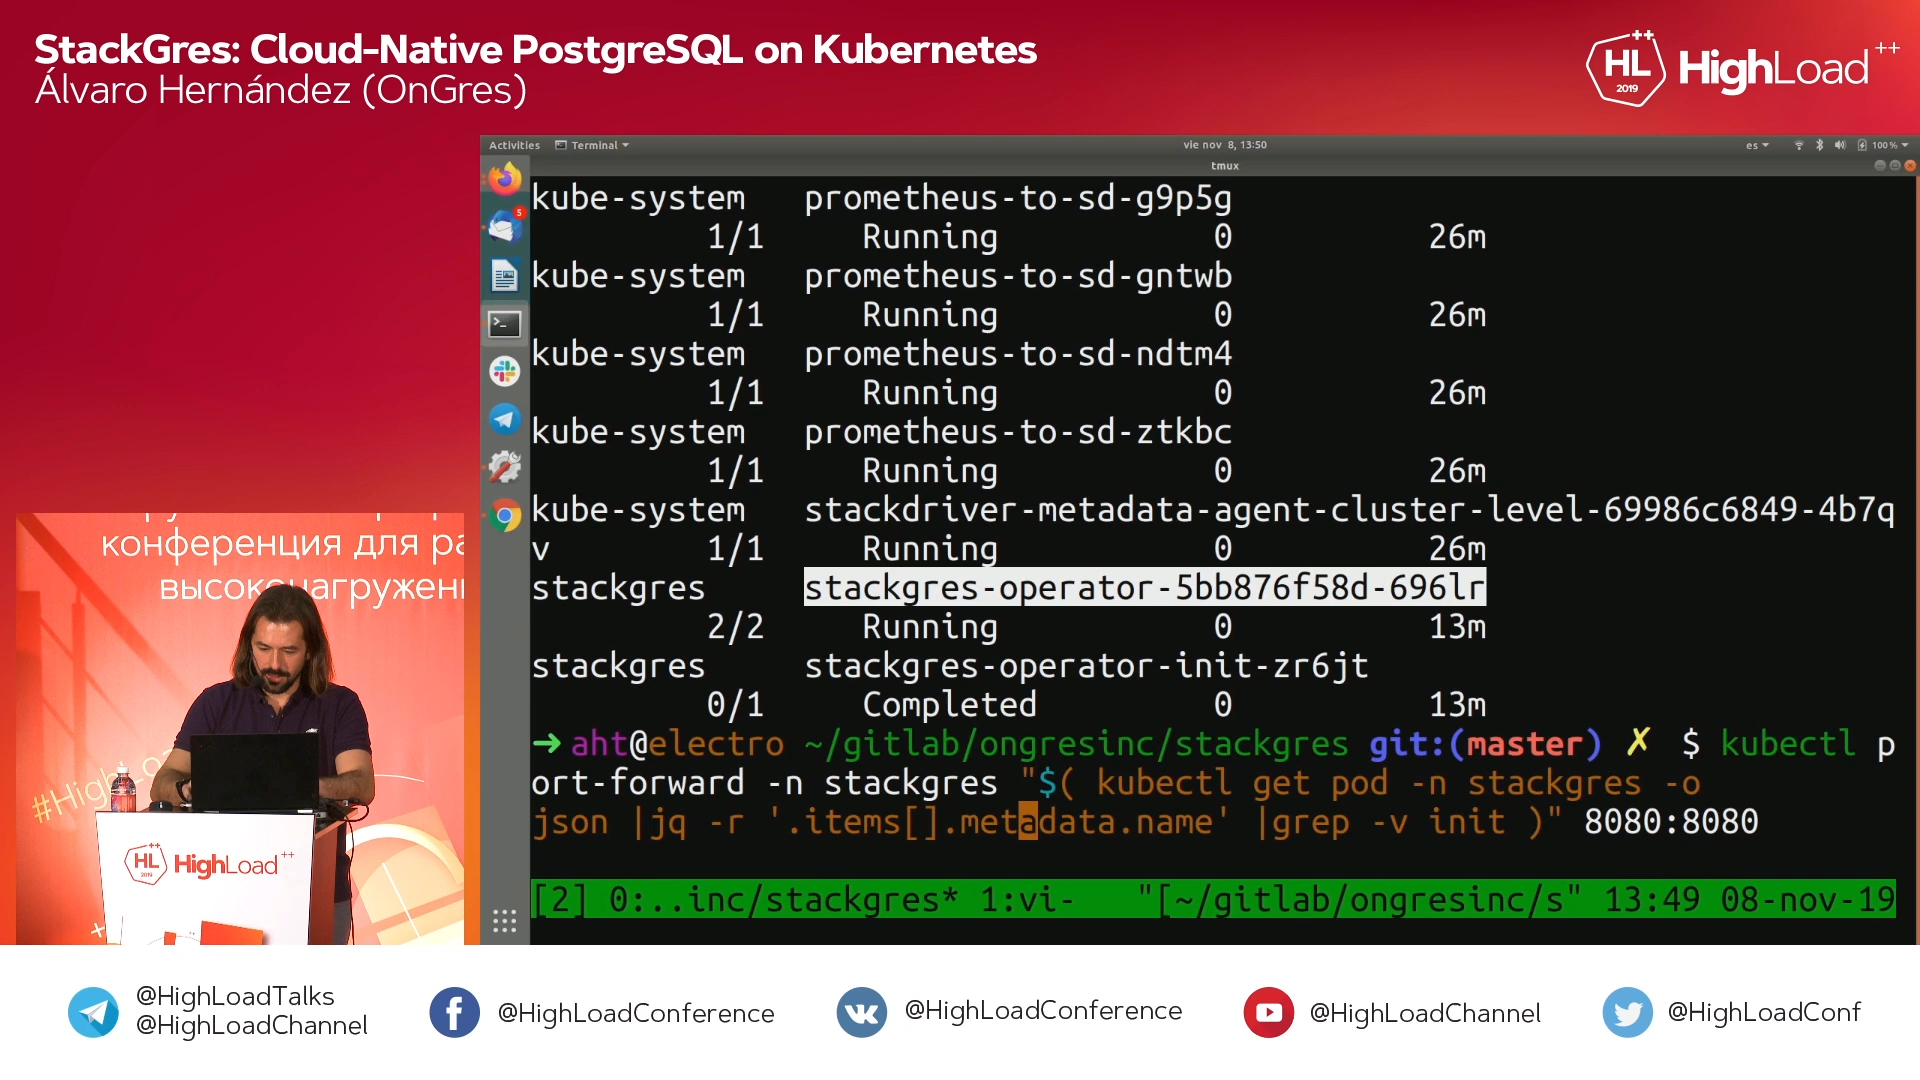 StackGres: Cloud-Native PostgreSQL on Kubernetes
Álvaro Hernández (OnGres)
HL
++
2019
HighLoad++
Activities Terminal vie nov 8, 13:50 es 100 %
tmux
5
kube-system prometheus-to-sd-g9p5g
1/1 Running 0 26m
kube-system prometheus-to-sd-gntwb
1/1 Running 0 26m
kube-system prometheus-to-sd-ndtm4
1/1 Running 0 26m
kube-system prometheus-to-sd-ztkbc
1/1 Running 0 26m
kube-system stackdriver-metadata-agent-cluster-level-69986c6849-4b7q
v 1/1 Running 0 26m
stackgres stackgres-operator-5bb876f58d-696lr
2/2 Running 0 13m
stackgres stackgres-operator-init-zr6jt
0/1 Completed 0 13m
➜ aht@electro ~/gitlab/ongresinc/stackgres git:(master) ✗ $ kubectl p
ort-forward -n stackgres "$( kubectl get pod -n stackgres -o
json |jq -r '.items[].metadata.name' |grep -v init )" 8080:8080
[2] 0:..inc/stackgres* 1:vi- "[~/gitlab/ongresinc/s" 13:49 08-nov-19
конференция для
HL
++
2019
HighLoad++
@HighLoadTalks
@HighLoadChannel
@HighLoadConference
@HighLoadConference
@HighLoadChannel
@HighLoadConf